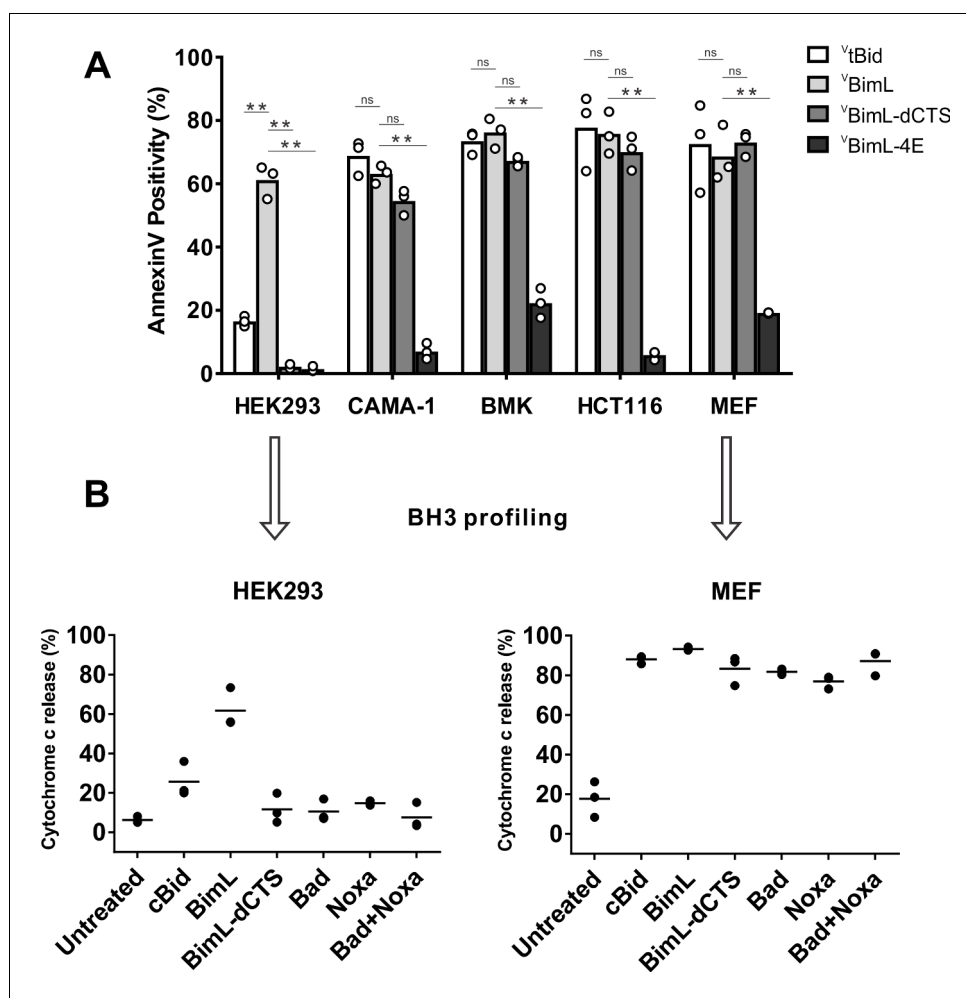 A
AnnexinV Positivity (%)
100
80
60
40
20
0
** ** ** ns ns ** ns ns ** ns ns ** ns ns **
VtBid
VBimL
VBimL-dCTS
VBimL-4E
HEK293 CAMA-1 BMK HCT116 MEF
B
BH3 profiling
HEK293
Cytochrome c release (%)
100
80
60
40
20
0
Untreated
cBid
BimL
BimL-dCTS
Bad
Noxa
Bad+Noxa
MEF
Cytochrome c release (%)
100
80
60
40
20
0
Untreated
cBid
BimL
BimL-dCTS
Bad
Noxa
Bad+Noxa